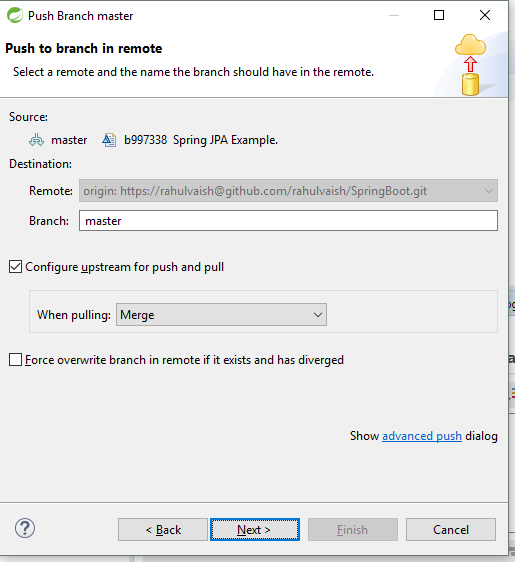 Push Branch master
Push to branch in remote
Select a remote and the name the branch should have in the remote.
Source:
master b997338 Spring JPA Example.
Destination:
Remote: origin: https://rahulvaish@github.com/rahulvaish/SpringBoot.git
Branch: master
Configure upstream for push and pull
When pulling: Merge
Force overwrite branch in remote if it exists and has diverged
Show advanced push dialog
? < Back Next > Finish Cancel